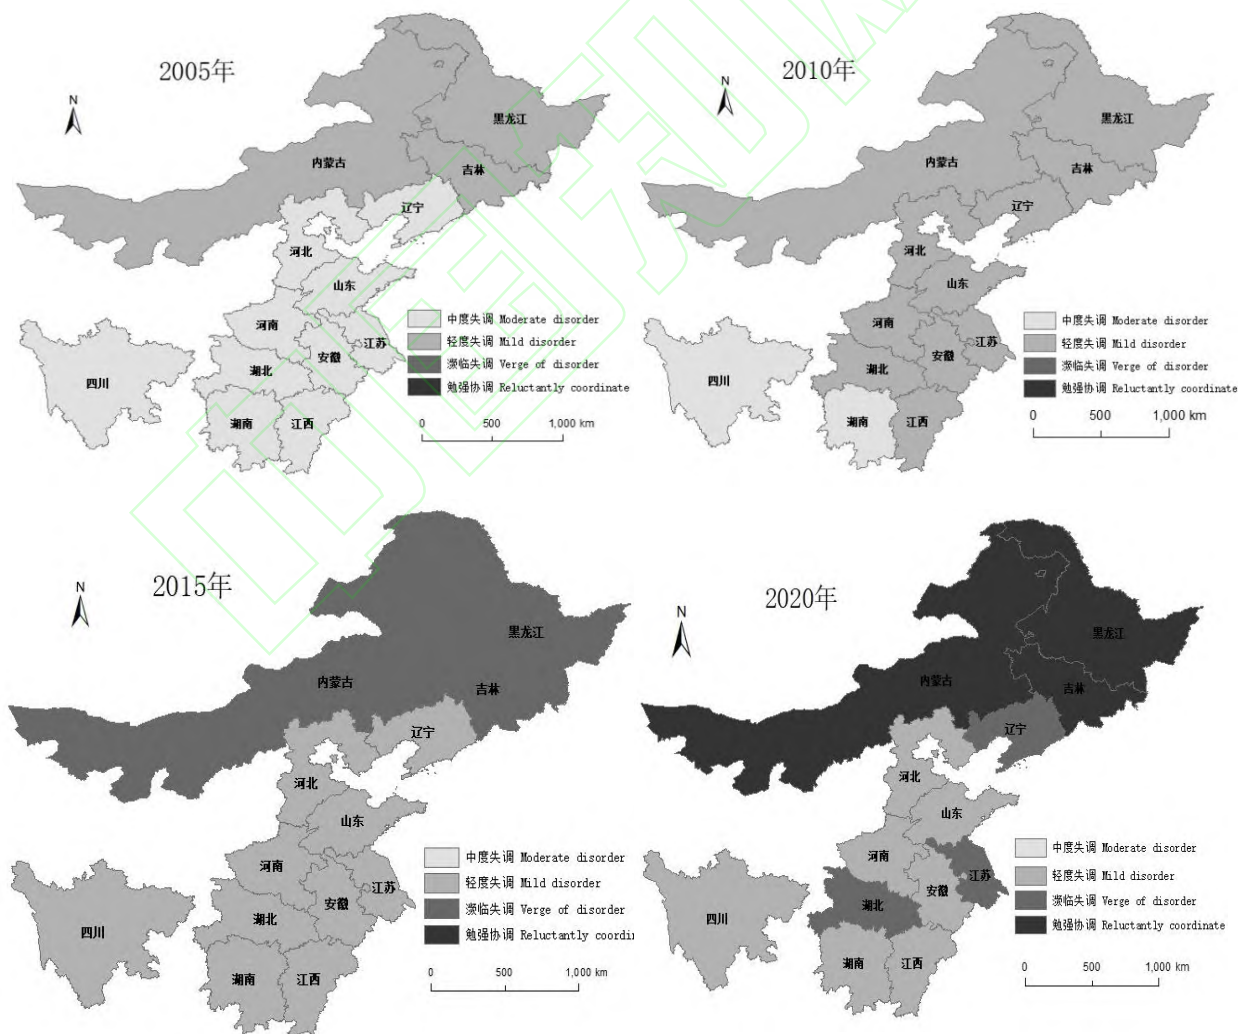 2005年
N
黑龙江
内蒙古
吉林
辽宁
河北
山东
河南
江苏
安徽
湖北
四川
湖南
江西
中度失调 Moderate disorder
轻度失调 Mild disorder
濒临失调 Verge of disorder
勉强协调 Reluctantly coordinate
0 500 1,000 km
2010年
N
黑龙江
内蒙古
吉林
辽宁
河北
山东
河南
江苏
安徽
湖北
四川
湖南
江西
中度失调 Moderate disorder
轻度失调 Mild disorder
濒临失调 Verge of disorder
勉强协调 Reluctantly coordinate
0 500 1,000 km
2015年
N
黑龙江
内蒙古
吉林
辽宁
河北
山东
河南
江苏
安徽
湖北
四川
湖南
江西
中度失调 Moderate disorder
轻度失调 Mild disorder
濒临失调 Verge of disorder
勉强协调 Reluctantly coordi
0 500 1,000 km
2020年
N
黑龙江
内蒙古
吉林
辽宁
河北
山东
河南
江苏
安徽
湖北
四川
湖南
江西
中度失调 Moderate disorder
轻度失调 Mild disorder
濒临失调 Verge of disorder
勉强协调 Reluctantly coordinate
0 500 1,000 km